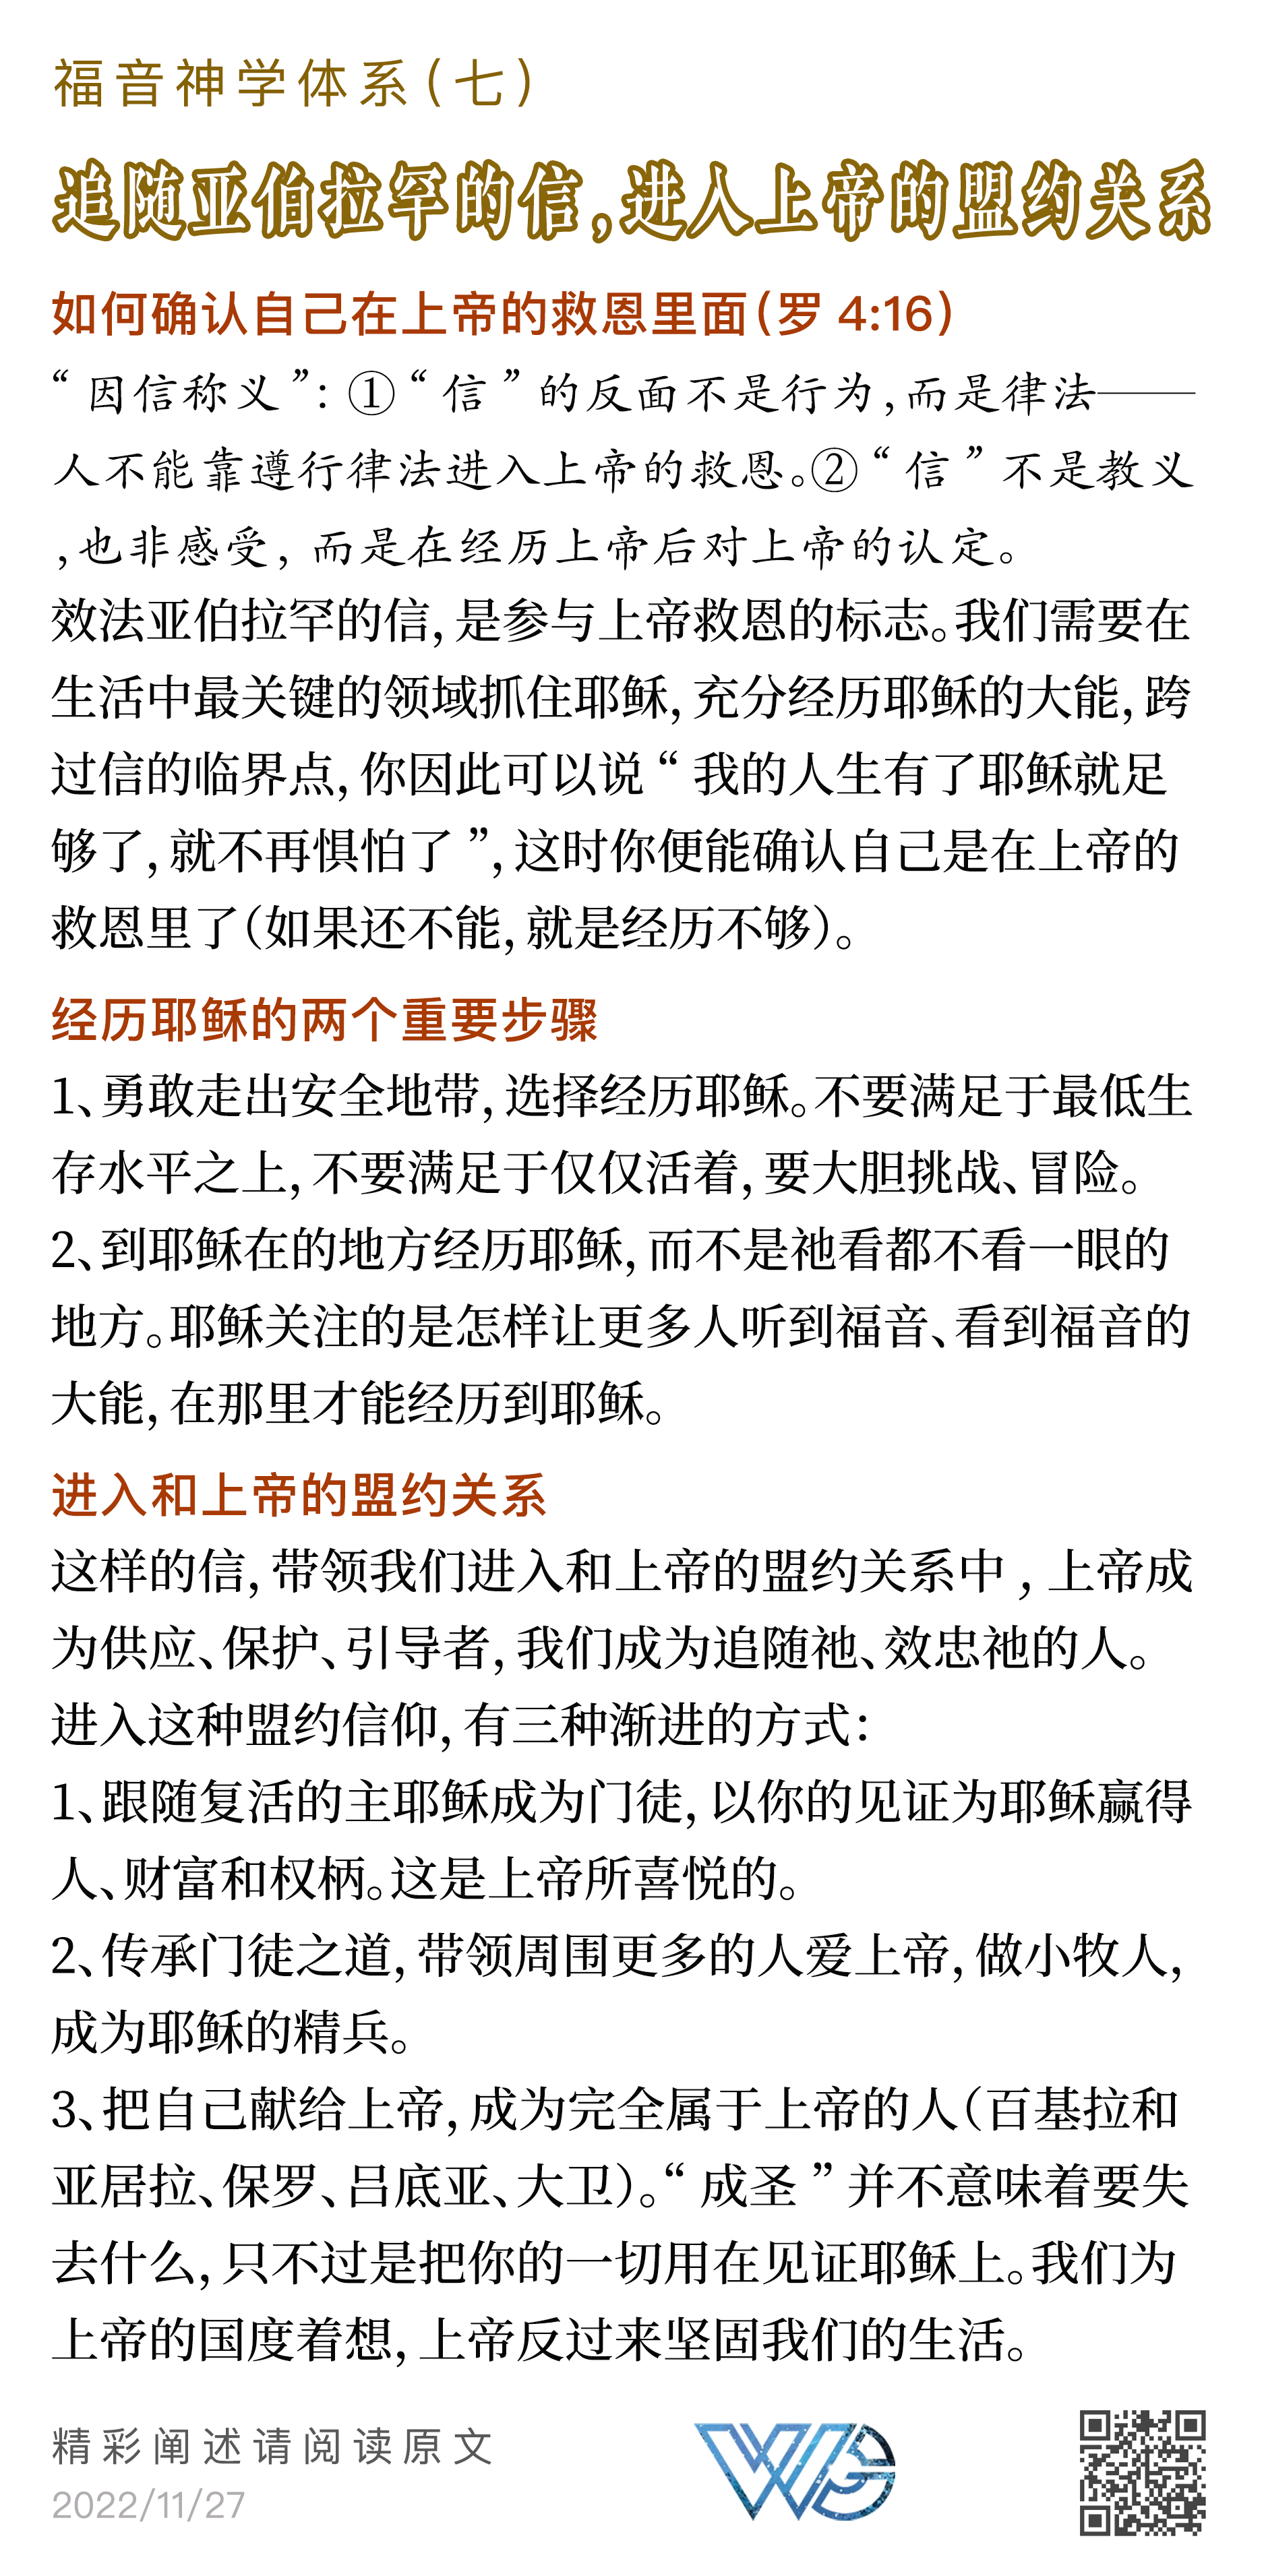 福音神学体系(七)
追随亚伯拉罕的信,进入上帝的盟约关系
如何确认自己在上帝的救恩里面(罗 4:16)
“因信称义”:①“信”的反面不是行为,而是律法——
人不能靠遵行律法进入上帝的救恩。②“信”不是教义
,也非感受,而是在经历上帝后对上帝的认定。
效法亚伯拉罕的信,是参与上帝救恩的标志。我们需要在
生活中最关键的领域抓住耶稣,充分经历耶稣的大能,跨
过信的临界点,你因此可以说“我的人生有了耶稣就足
够了,就不再惧怕了”,这时你便能确认自己是在上帝的
救恩里了(如果还不能,就是经历不够)。
经历耶稣的两个重要步骤
1、勇敢走出安全地带,选择经历耶稣。不要满足于最低生
存水平之上,不要满足于仅仅活着,要大胆挑战、冒险。
2、到耶稣在的地方经历耶稣,而不是祂看都不看一眼的
地方。耶稣关注的是怎样让更多人听到福音、看到福音的
大能,在那里才能经历到耶稣。
进入和上帝的盟约关系
这样的信,带领我们进入和上帝的盟约关系中,上帝成
为供应、保护、引导者,我们成为追随祂、效忠祂的人。
进入这种盟约信仰,有三种渐进的方式:
1、跟随复活的主耶稣成为门徒,以你的见证为耶稣赢得
人、财富和权柄。这是上帝所喜悦的。
2、传承门徒之道,带领周围更多的人爱上帝,做小牧人,
成为耶稣的精兵。
3、把自己献给上帝,成为完全属于上帝的人(百基拉和
亚居拉、保罗、吕底亚、大卫)。“成圣”并不意味着要失
去什么,只不过是把你的一切用在见证耶稣上。我们为
上帝的国度着想,上帝反过来坚固我们的生活。
精彩阐述请阅读原文
2022/11/27